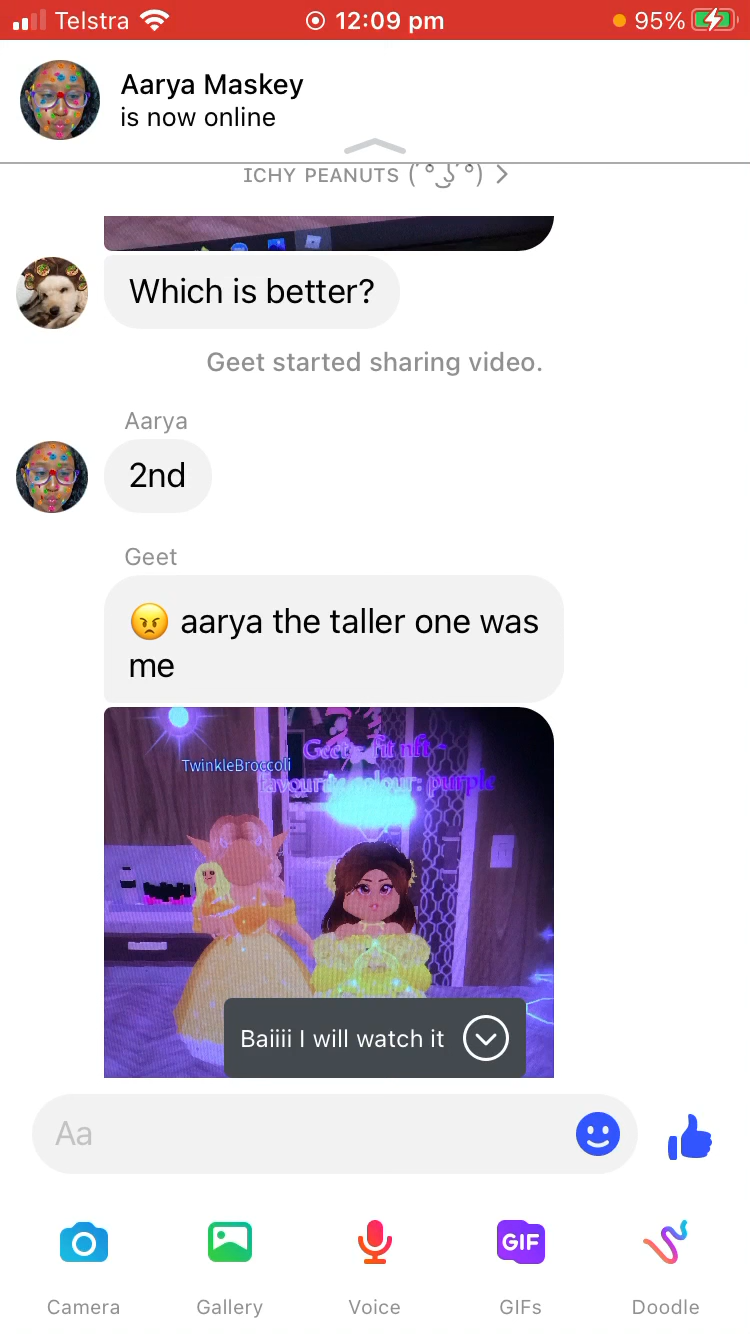 Telstra 12:09 pm 95%
Aarya Maskey
is now online
ICHY PEANUTS ( ͡° ͜ʖ ͡°) >
Which is better?
Geet started sharing video.
Aarya
2nd
Geet
😠 aarya the taller one was
me
TwinkleBroccoli
favourite colour: purple
Baiiii I will watch it
Aa
GIF
Camera Gallery Voice GIFs Doodle